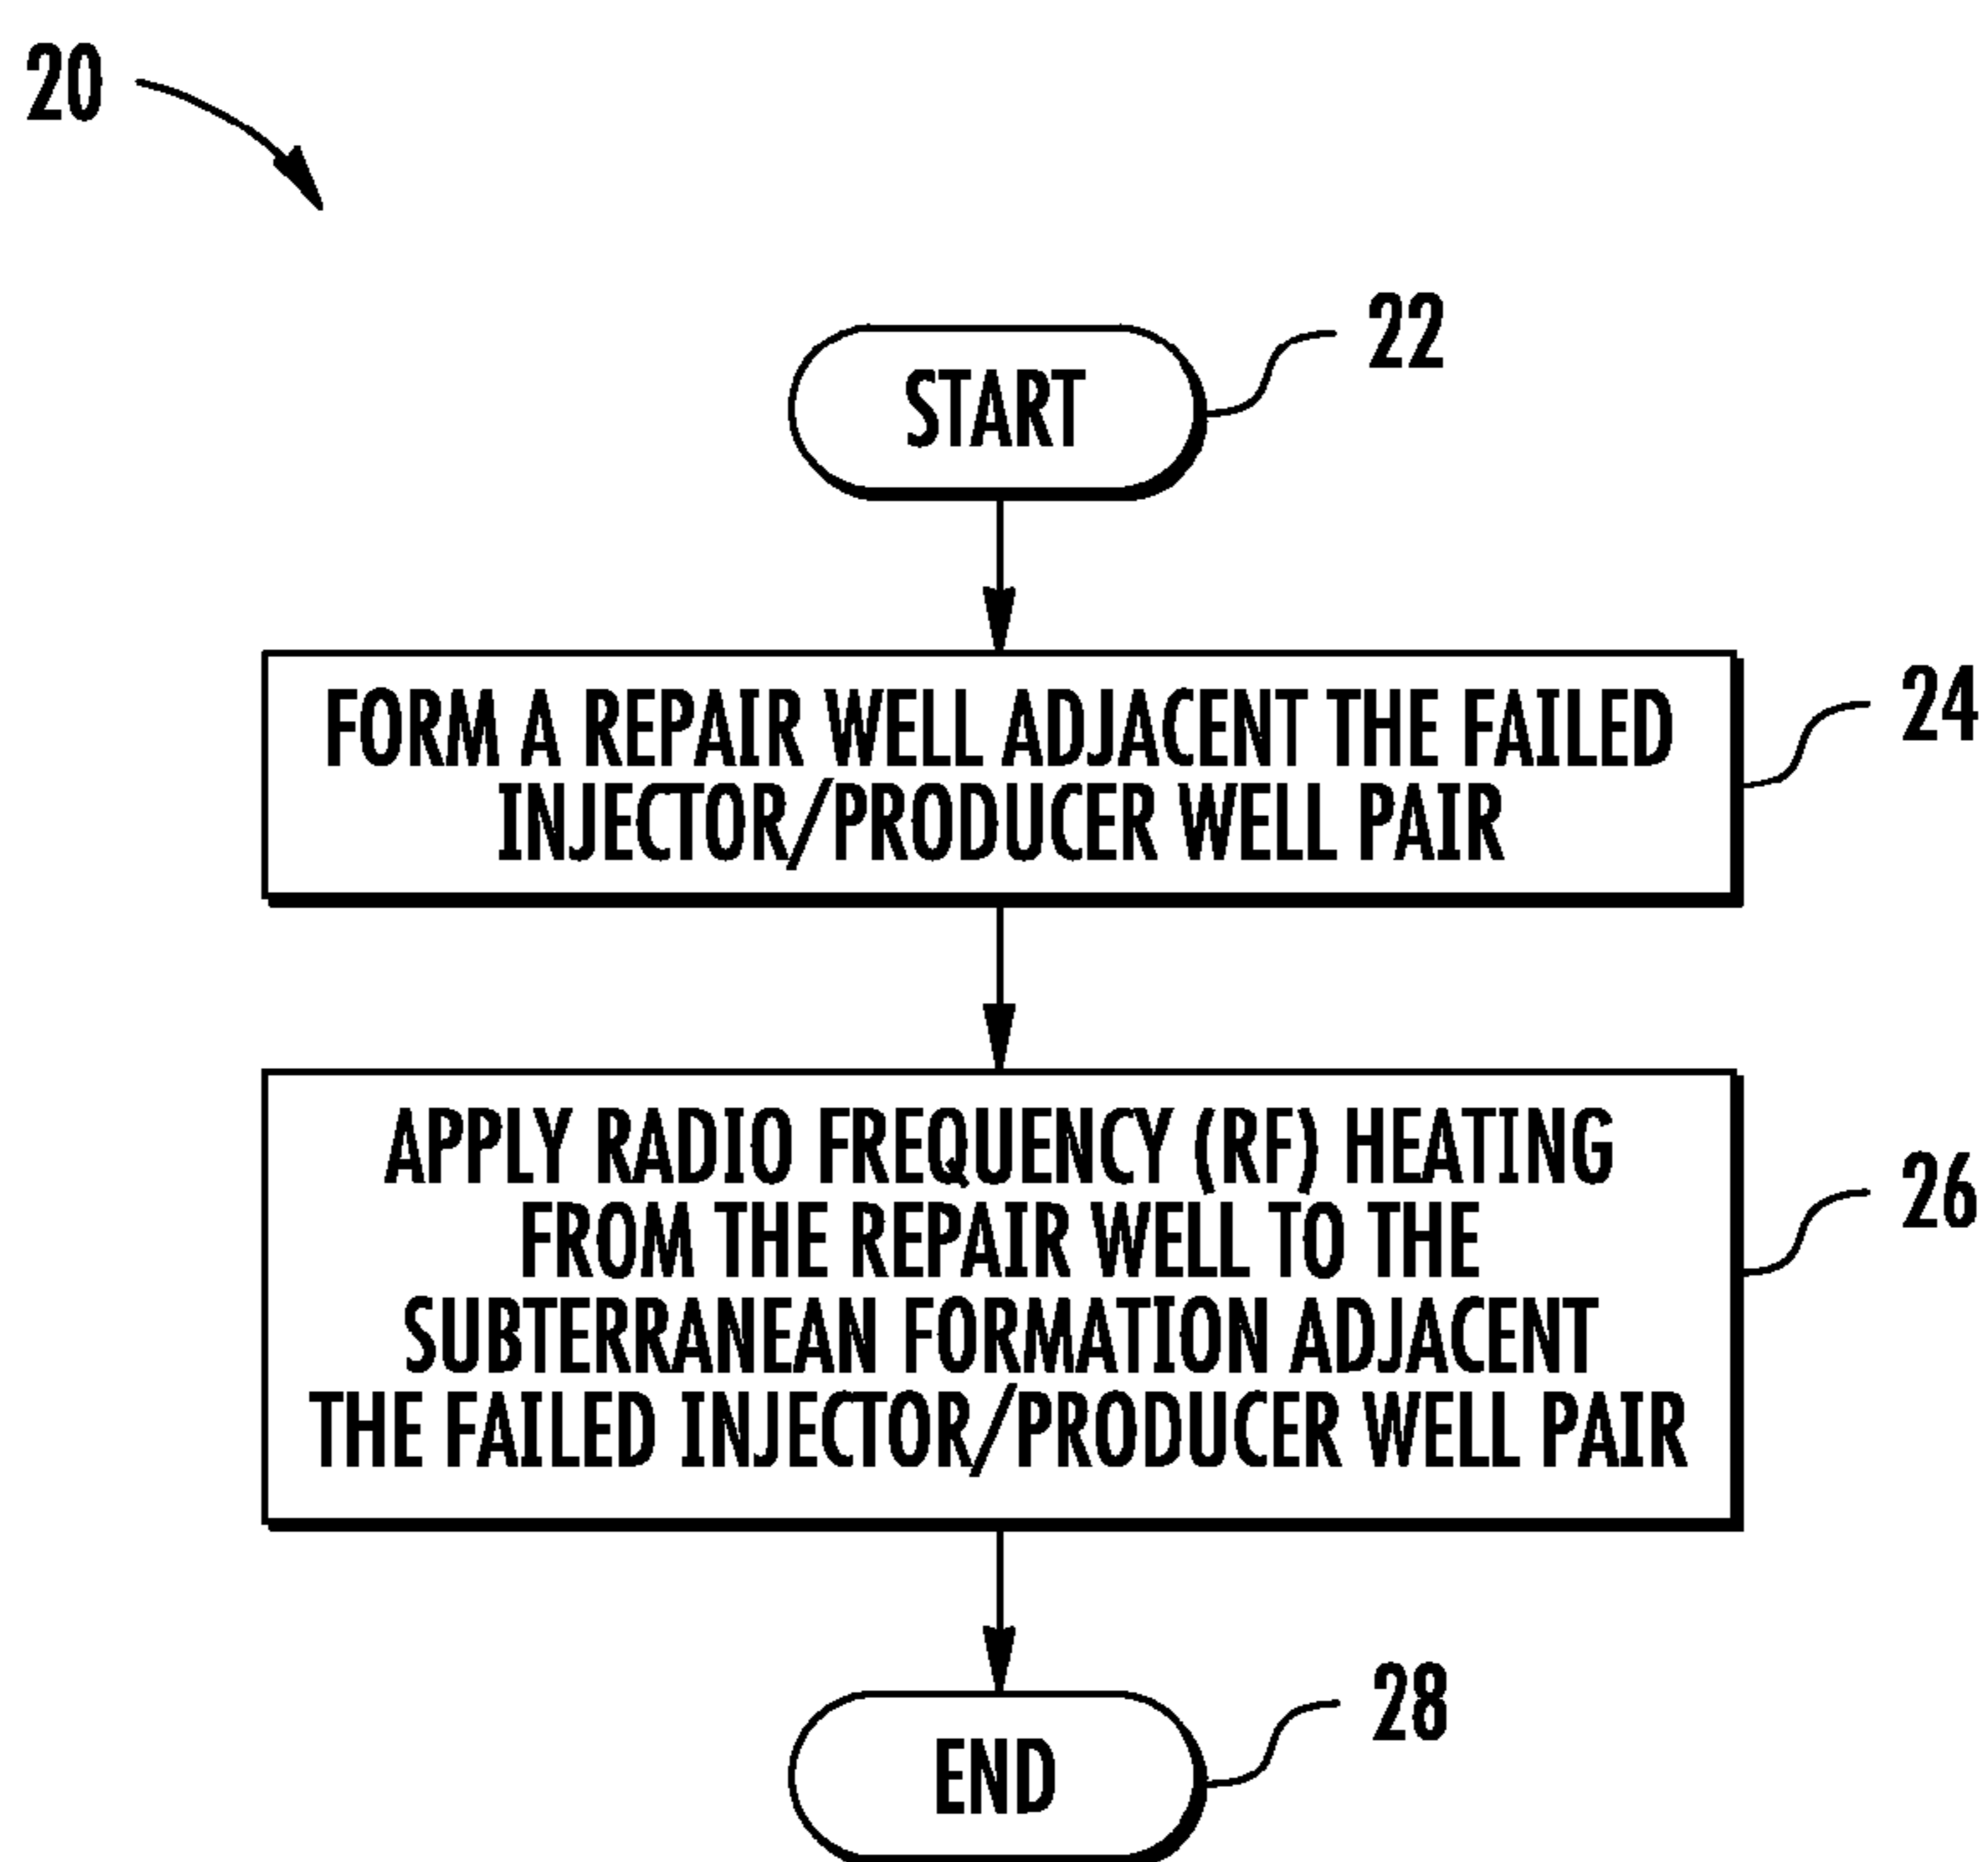 20
START
22
FORM A REPAIR WELL ADJACENT THE FAILED
INJECTOR/PRODUCER WELL PAIR
24
APPLY RADIO FREQUENCY (RF) HEATING
FROM THE REPAIR WELL TO THE
SUBTERRANEAN FORMATION ADJACENT
THE FAILED INJECTOR/PRODUCER WELL PAIR
26
END
28